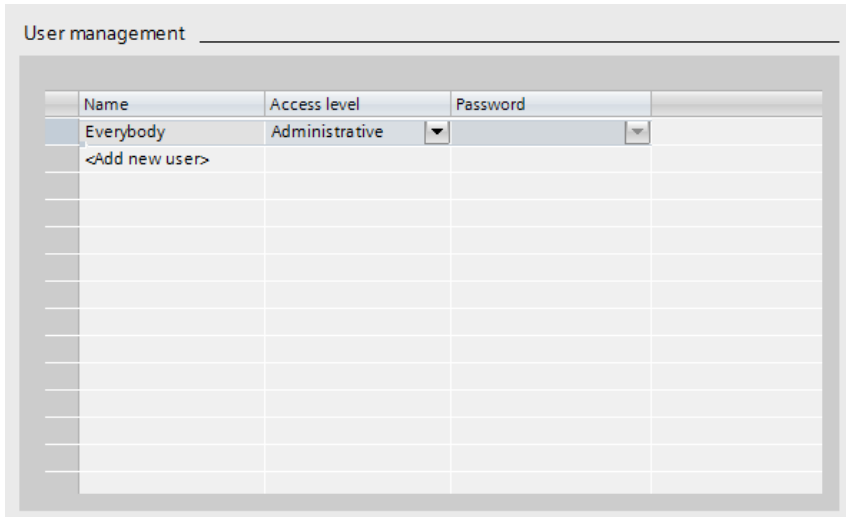 User management
Name Access level Password
Everybody Administrative
<Add new user>